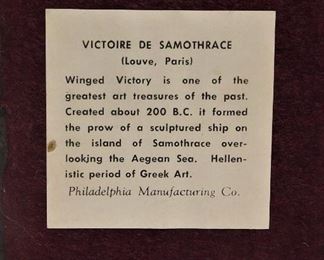 VICTOIRE DE SAMOTHRACE
(Louve, Paris)
Winged Victory is one of the
greatest art treasures of the past.
Created about 200 B.C. it formed
the prow of a sculptured ship on
the island of Samothrace over-
looking the Aegean Sea. Hellen-
istic period of Greek Art.
Philadelphia Manufacturing Co.